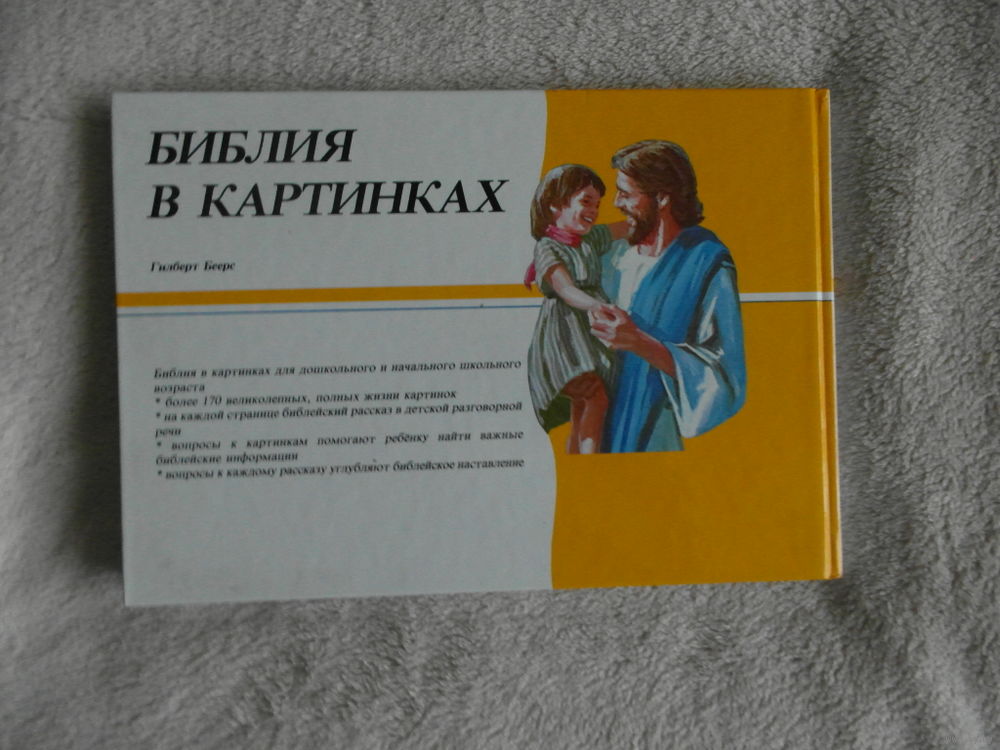 БИБЛИЯ
В КАРТИНКАХ
Гилберт Беерс
Библия в картинках для дошкольного и начального школьного
возраста
* более 170 великолепных, полных жизни картинок
* на каждой странице библейский рассказ в детской разговорной
речи
* вопросы к картинкам помогают ребёнку найти важные
библейские информации
* вопросы к каждому рассказу углубляют библейское наставление